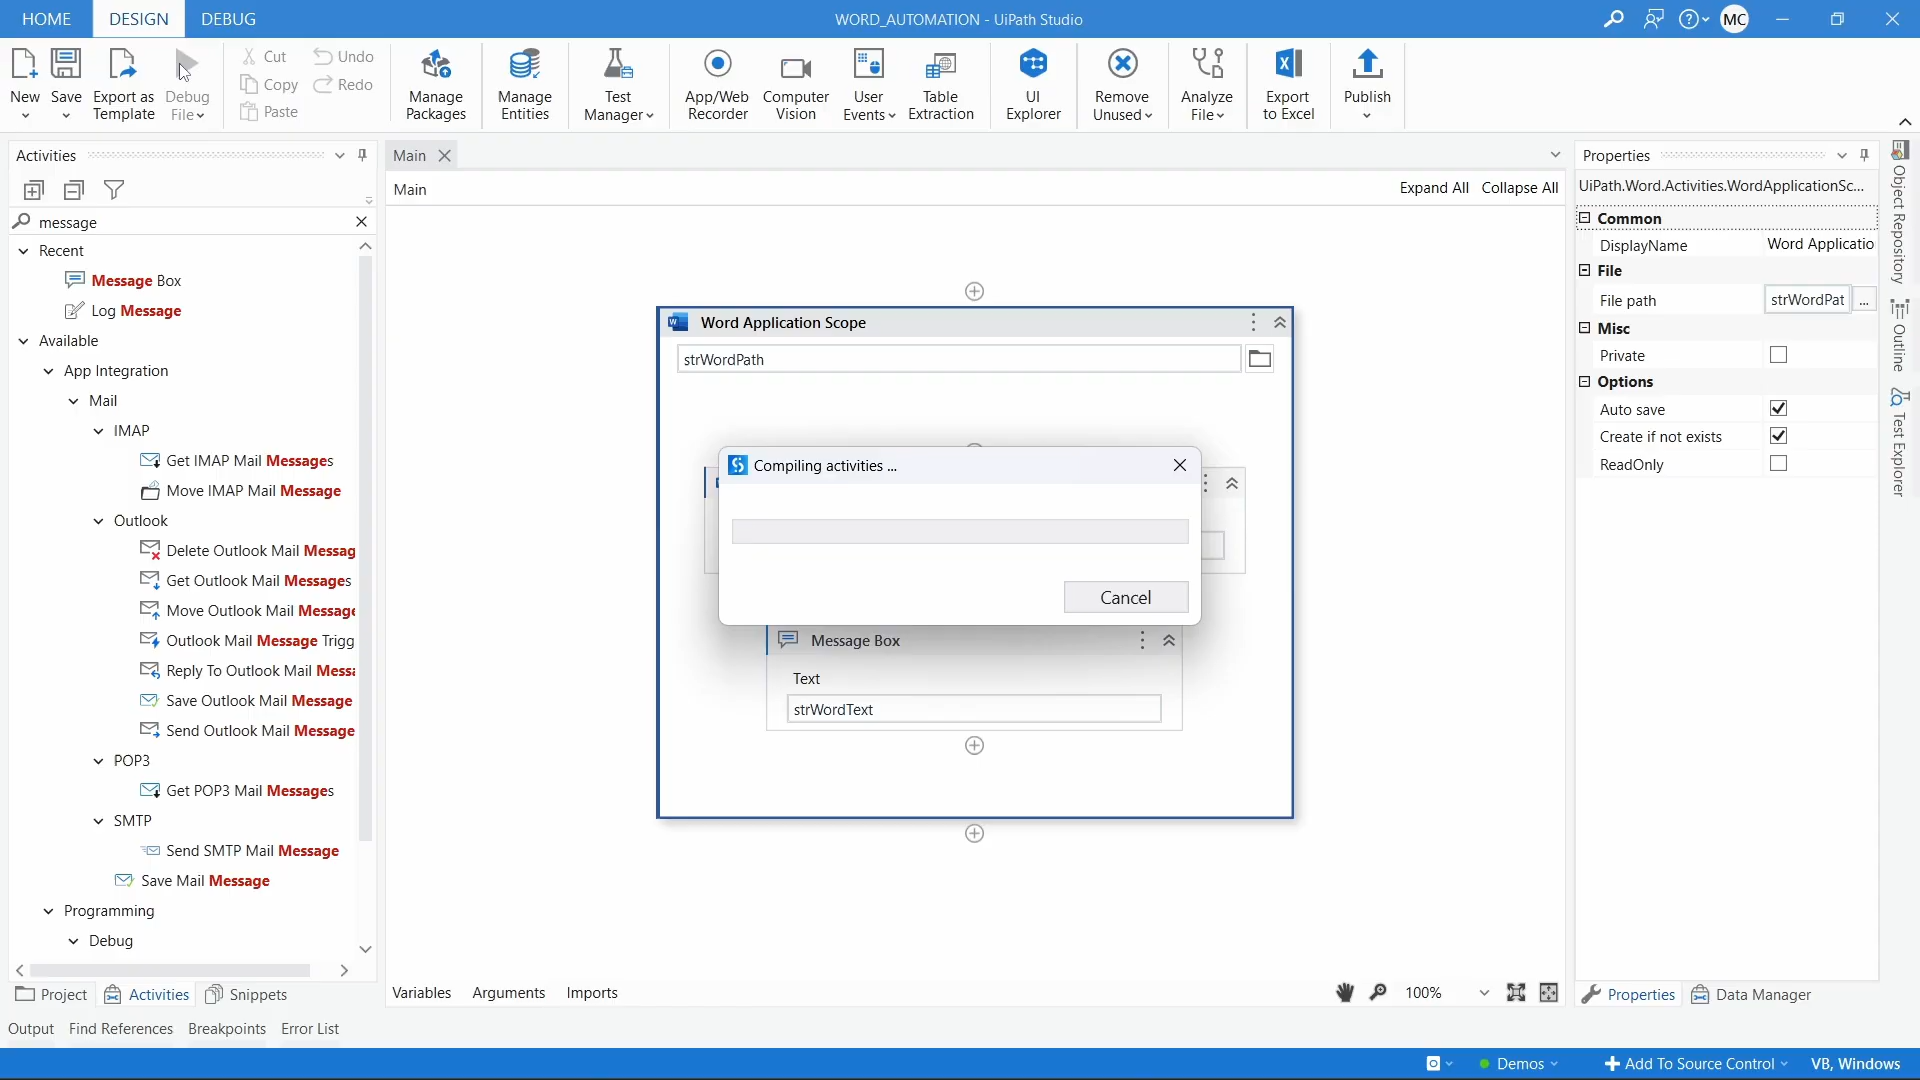 HOME
DESIGN
DEBUG
WORD_AUTOMATION - UiPath Studio
MC
New
Save
Export as
Template
Debug
File
Cut
Copy
Paste
Undo
Redo
Manage
Packages
Manage
Entities
Test
Manager
App/Web
Recorder
Computer
Vision
User
Events
Table
Extraction
UI
Explorer
Remove
Unused
Analyze
File
Export
to Excel
Publish
Activities
message
Recent
Message Box
Log Message
Available
App Integration
Mail
IMAP
Get IMAP Mail Messages
Move IMAP Mail Message
Outlook
Delete Outlook Mail Messag
Get Outlook Mail Messages
Move Outlook Mail Message
Outlook Mail Message Trigg
Reply To Outlook Mail Messa
Save Outlook Mail Message
Send Outlook Mail Message
POP3
Get POP3 Mail Messages
SMTP
Send SMTP Mail Message
Save Mail Message
Programming
Debug
Project
Activities
Snippets
Main
Main
Expand All
Collapse All
Word Application Scope
strWordPath
Compiling activities ...
Cancel
Message Box
Text
strWordText
Variables
Arguments
Imports
100%
Properties
UiPath.Word.Activities.WordApplicationSc...
Common
DisplayName
Word Applicatio
File
File path
strWordPat
...
Misc
Private
Options
Auto save
Create if not exists
ReadOnly
Properties
Data Manager
Object Repository
Outline
Test Explorer
Output
Find References
Breakpoints
Error List
Demos
Add To Source Control
VB, Windows